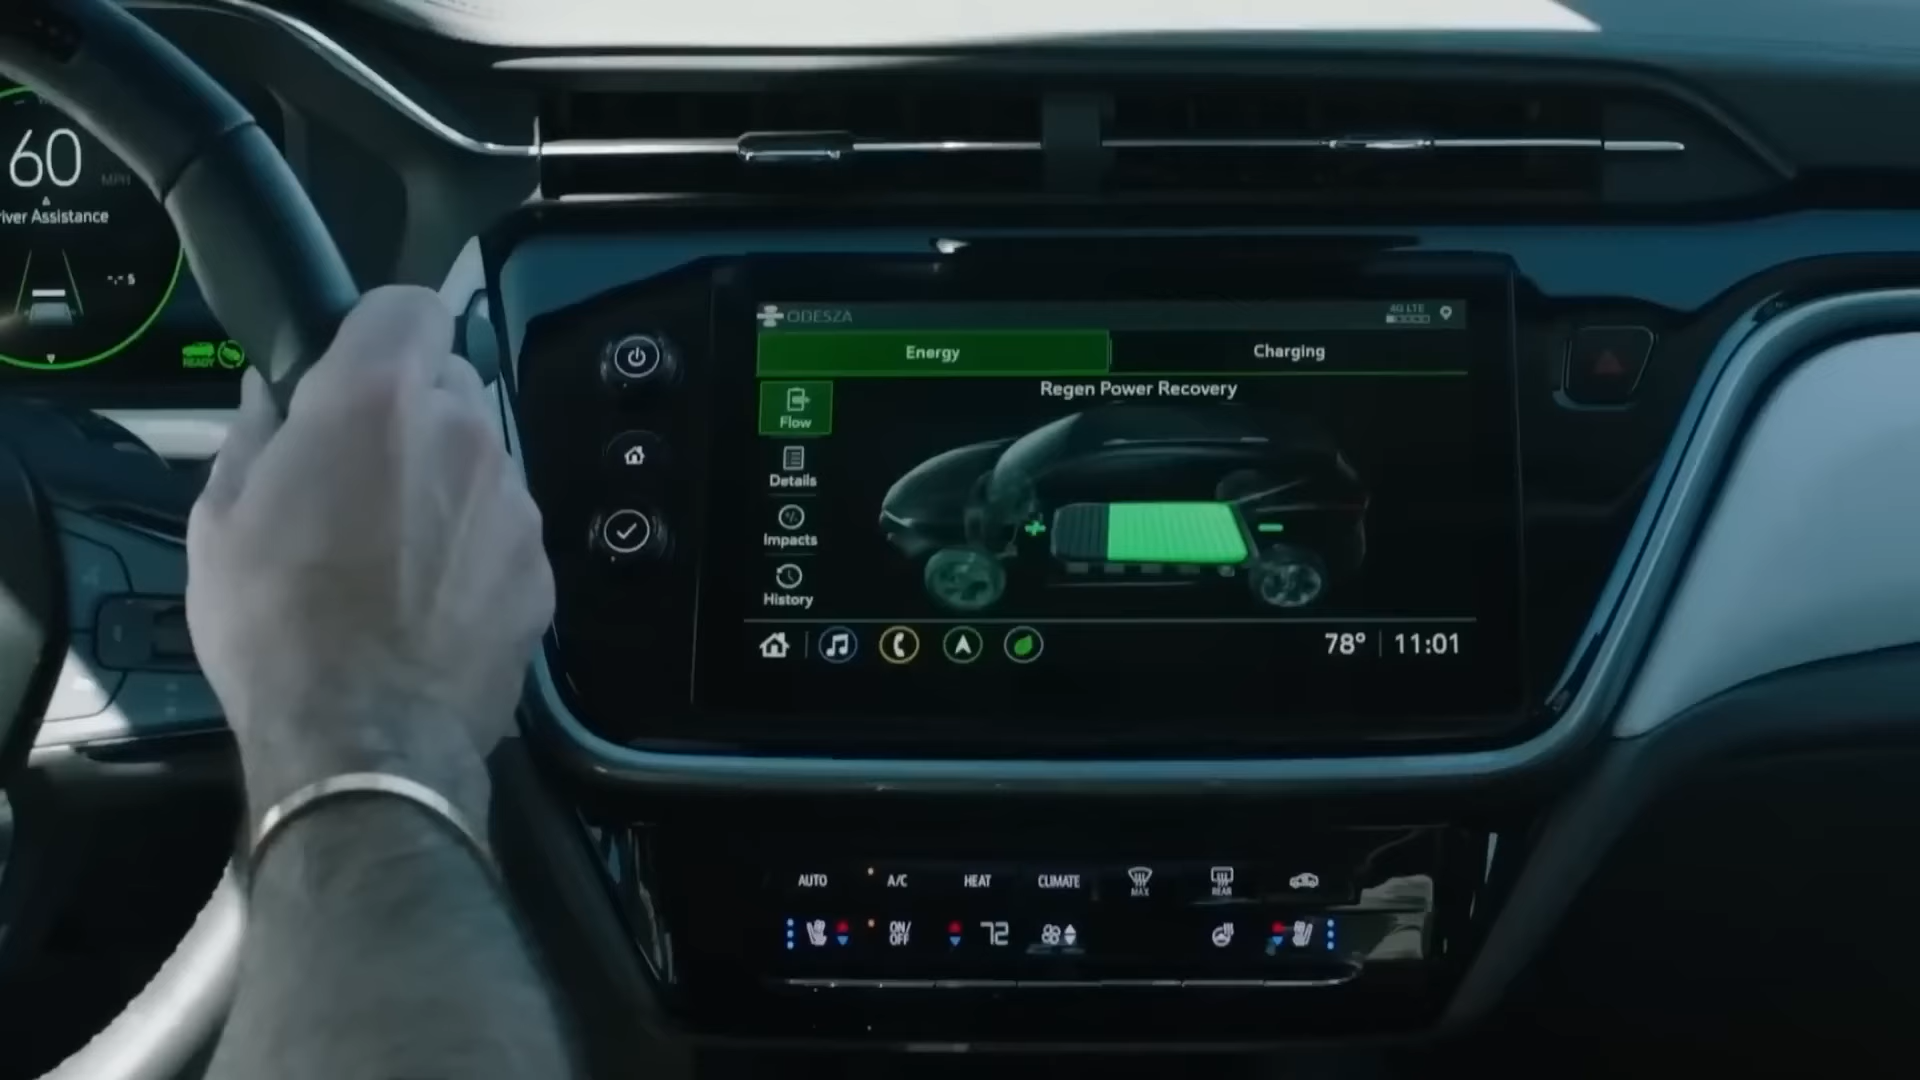 60
MPH
iver Assistance
READY
ODESZA
4G LTE
Energy
Charging
Regen Power Recovery
Flow
Details
Impacts
History
78° 11:01
AUTO
A/C
HEAT
CLIMATE
MAX
REAR
ON/
OFF
72